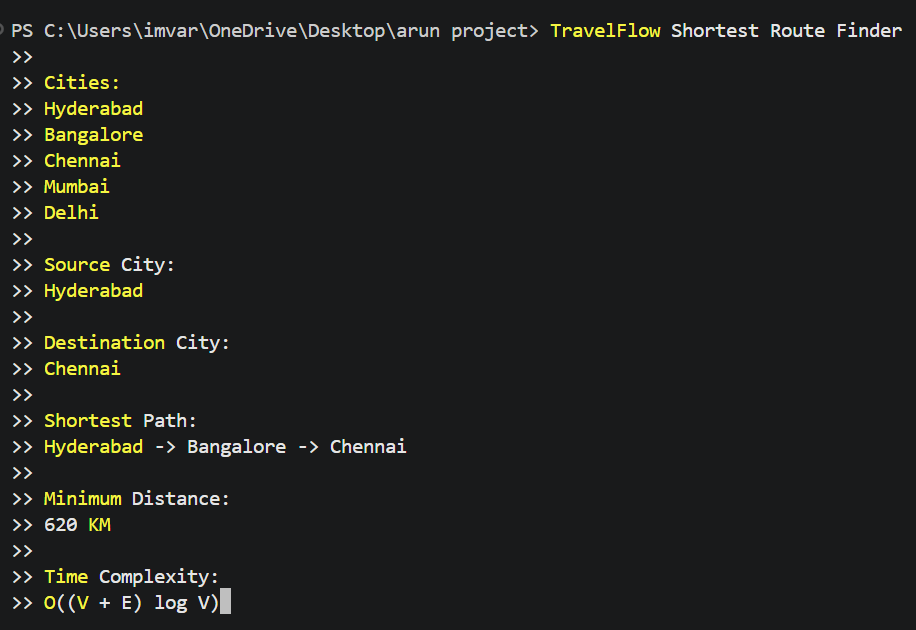 PS C:\Users\imvar\OneDrive\Desktop\arun project> TravelFlow Shortest Route Finder
>>
>> Cities:
>> Hyderabad
>> Bangalore
>> Chennai
>> Mumbai
>> Delhi
>>
>> Source City:
>> Hyderabad
>>
>> Destination City:
>> Chennai
>>
>> Shortest Path:
>> Hyderabad -> Bangalore -> Chennai
>>
>> Minimum Distance:
>> 620 KM
>>
>> Time Complexity:
>> O((V + E) log V)